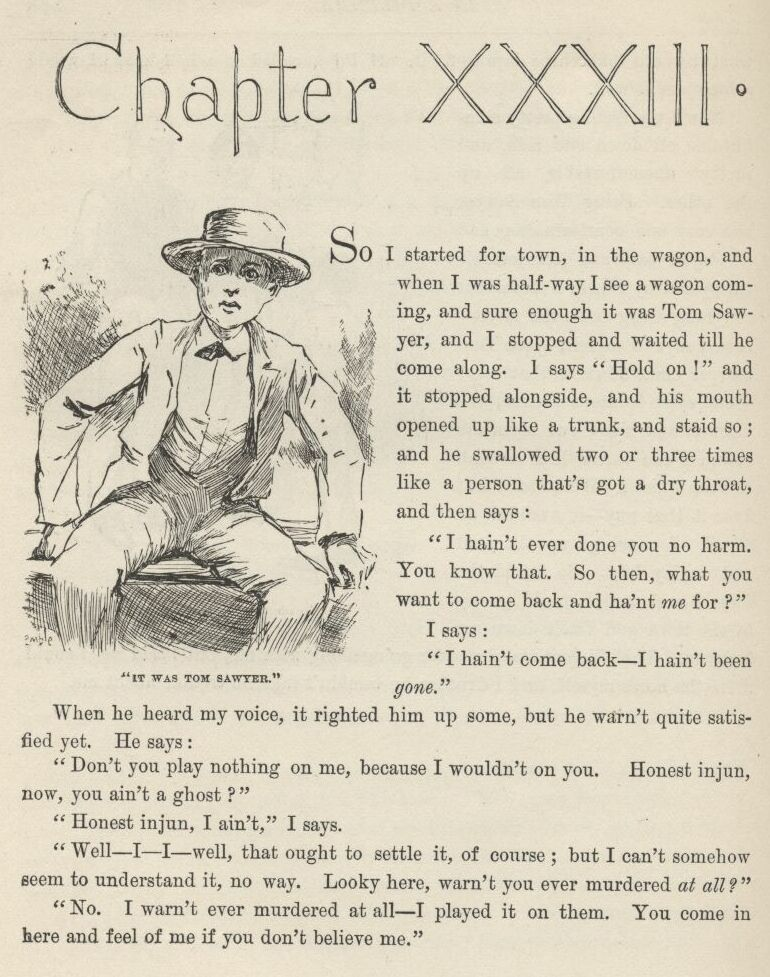 Chapter XXXIII.
So I started for town, in the wagon, and
when I was half-way I see a wagon com-
ing, and sure enough it was Tom Saw-
yer, and I stopped and waited till he
come along. I says “Hold on!” and
it stopped alongside, and his mouth
opened up like a trunk, and staid so;
and he swallowed two or three times
like a person that's got a dry throat,
and then says:
“I hain't ever done you no harm.
You know that. So then, what you
want to come back and ha'nt me for?”
I says:
“I hain't come back—I hain't been
gone.”
“IT WAS TOM SAWYER.”
When he heard my voice, it righted him up some, but he warn't quite satis-
fied yet. He says:
“Don't you play nothing on me, because I wouldn't on you. Honest injun,
now, you ain't a ghost?”
“Honest injun, I ain't,” I says.
“Well—I—I—well, that ought to settle it, of course; but I can't somehow
seem to understand it, no way. Looky here, warn't you ever murdered at all?”
“No. I warn't ever murdered at all—I played it on them. You come in
here and feel of me if you don't believe me.”